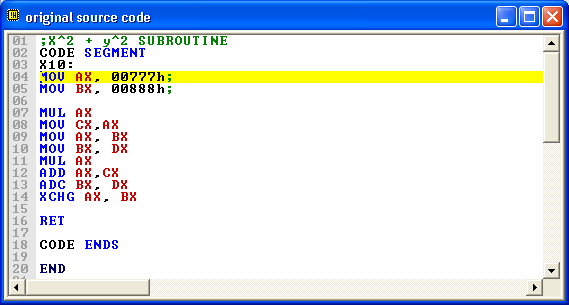 original source code
01 ;X^2 + y^2 SUBROUTINE
02 CODE SEGMENT
03 X10:
04 MOV AX, 00777h;
05 MOV BX, 00888h;
06
07 MUL AX
08 MOV CX,AX
09 MOV AX, BX
10 MOV BX, DX
11 MUL AX
12 ADD AX,CX
13 ADC BX, DX
14 XCHG AX, BX
15
16 RET
17
18 CODE ENDS
19
20 END